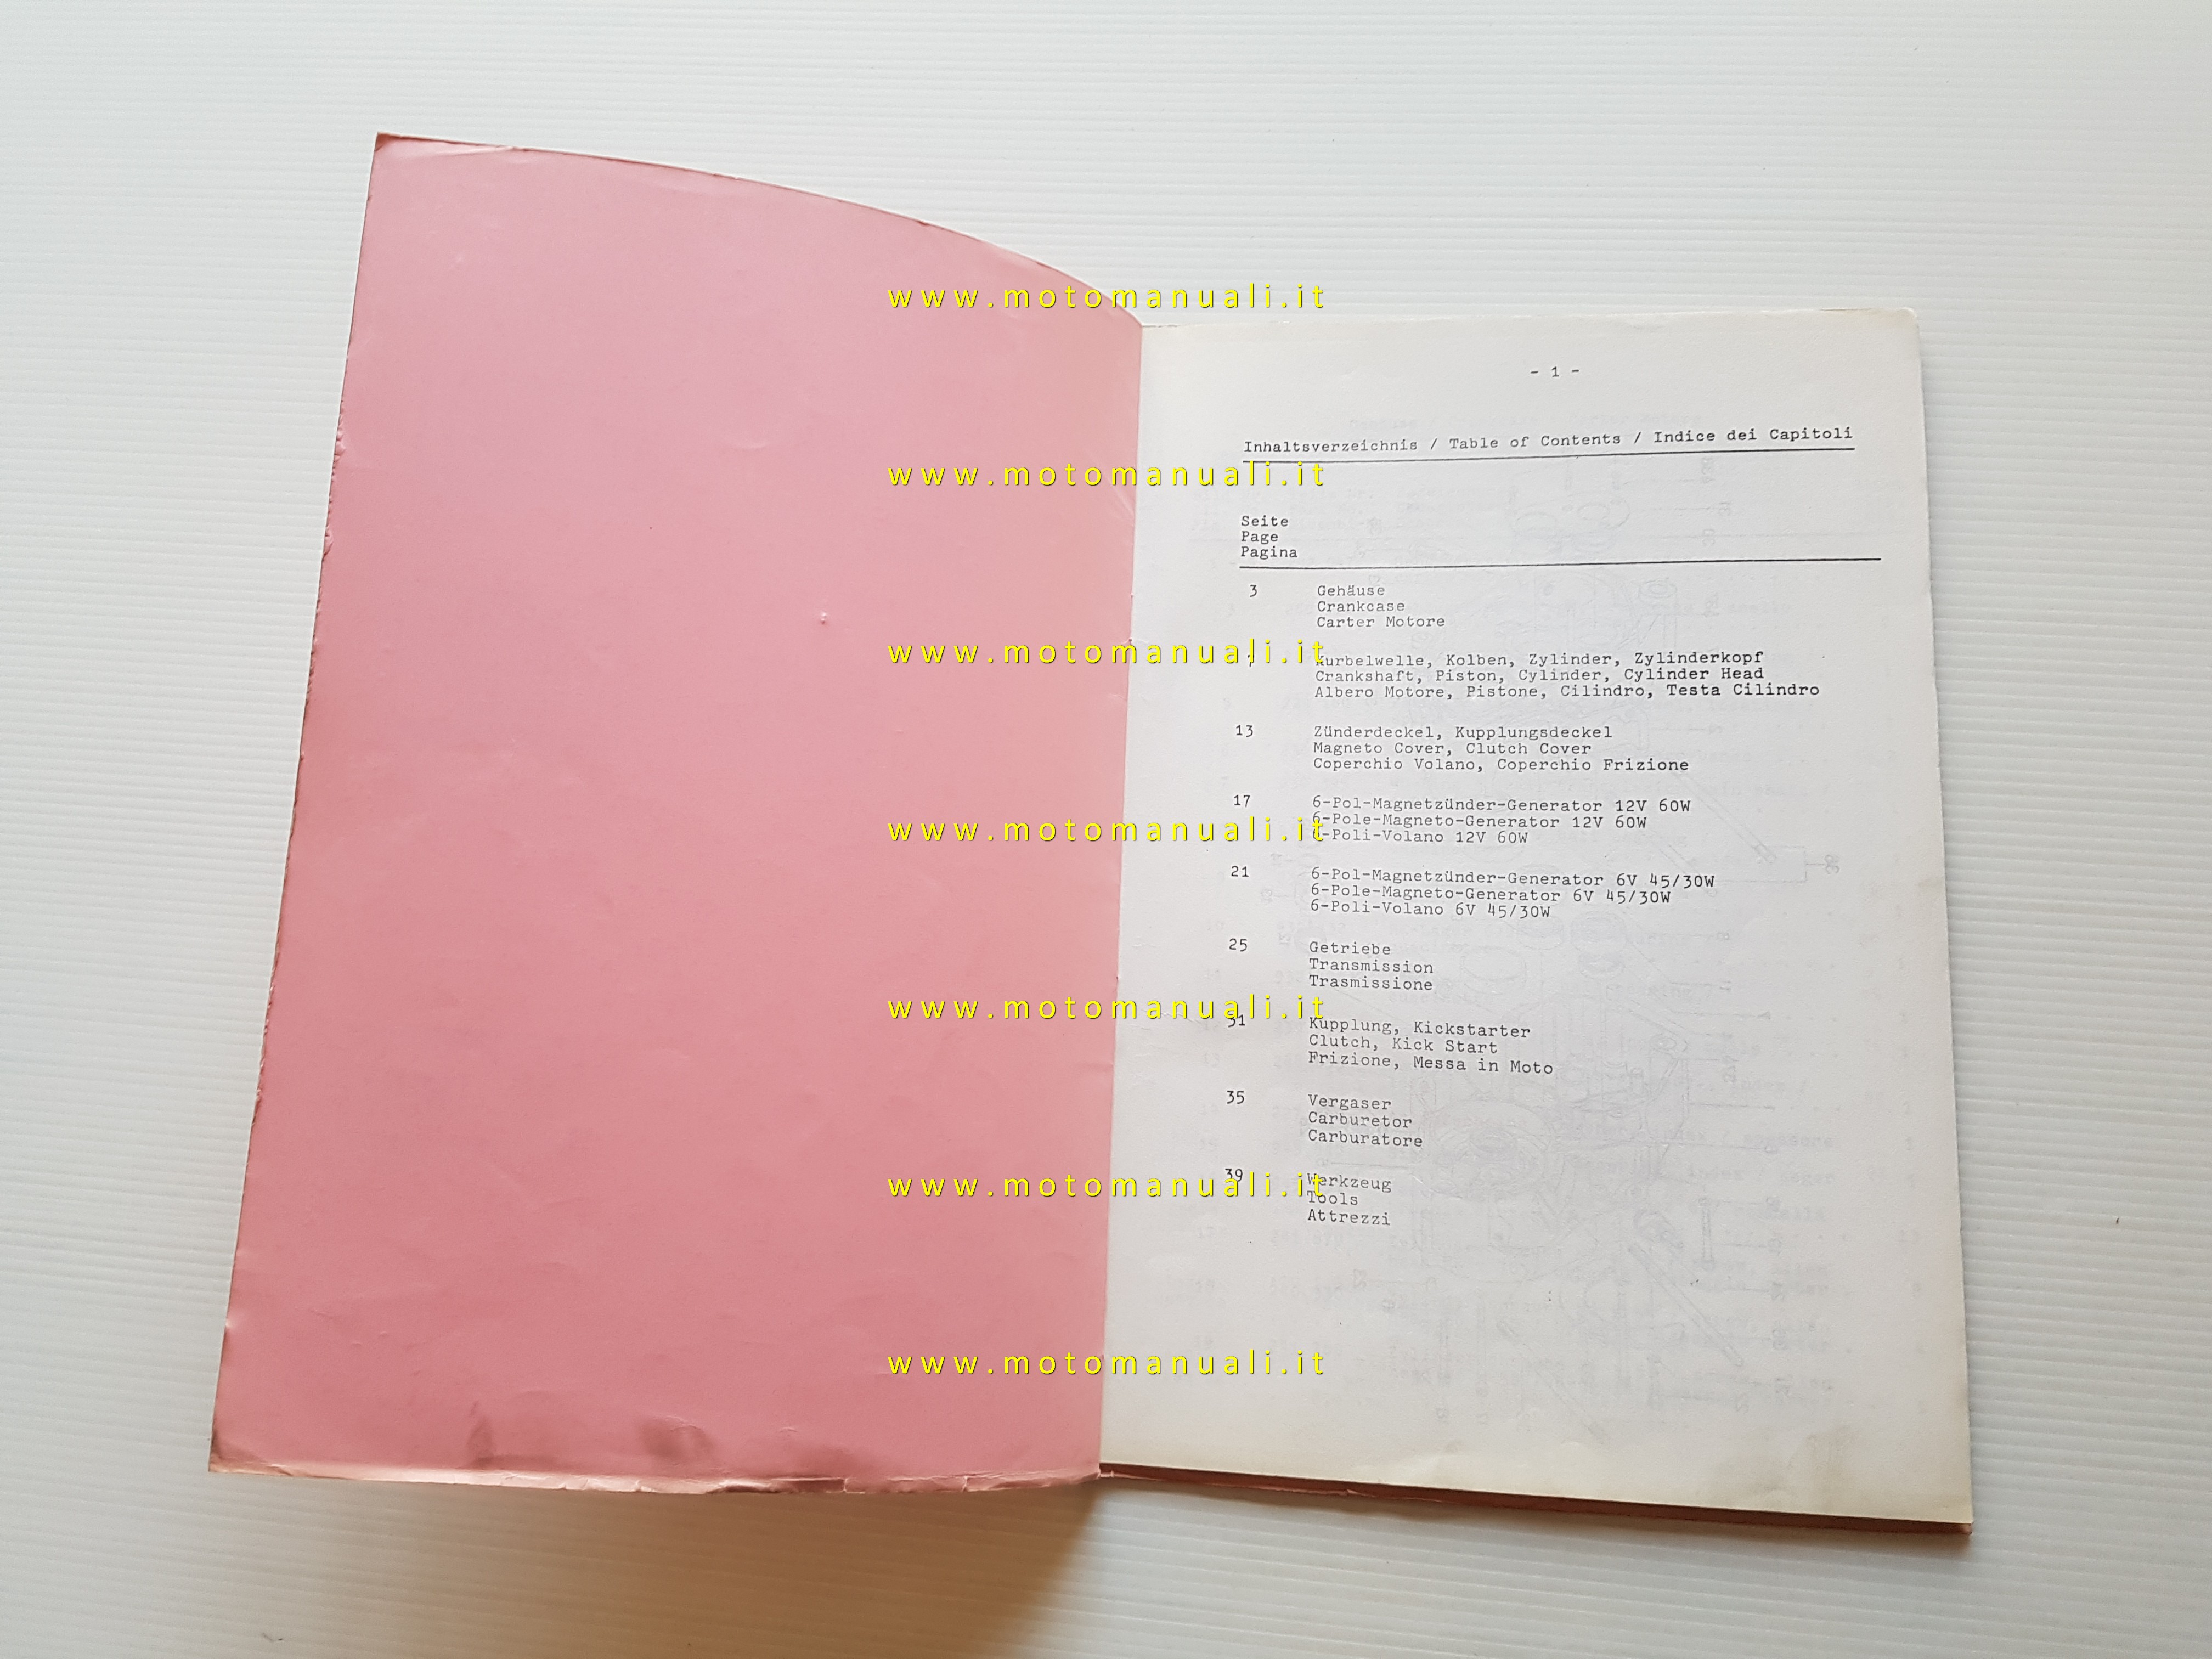 - 1 -
Inhaltsverzeichnis / Table of Contents / Indice dei Capitoli
Seite
Page
Pagina
3 Gehäuse
Crankcase
Carter Motore
Kurbelwelle, Kolben, Zylinder, Zylinderkopf
Crankshaft, Piston, Cylinder, Cylinder Head
Albero Motore, Pistone, Cilindro, Testa Cilindro
13 Zünderdeckel, Kupplungsdeckel
Magneto Cover, Clutch Cover
Coperchio Volano, Coperchio Frizione
17 6-Pol-Magnetzünder-Generator 12V 60W
6-Pole-Magneto-Generator 12V 60W
6-Poli-Volano 12V 60W
21 6-Pol-Magnetzünder-Generator 6V 45/30W
6-Pole-Magneto-Generator 6V 45/30W
6-Poli-Volano 6V 45/30W
25 Getriebe
Transmission
Trasmissione
31 Kupplung, Kickstarter
Clutch, Kick Start
Frizione, Messa in Moto
35 Vergaser
Carburetor
Carburatore
39 Werkzeug
Tools
Attrezzi
www.motomanuali.it
www.motomanuali.it
www.motomanuali.it
www.motomanuali.it
www.motomanuali.it
www.motomanuali.it
www.motomanuali.it